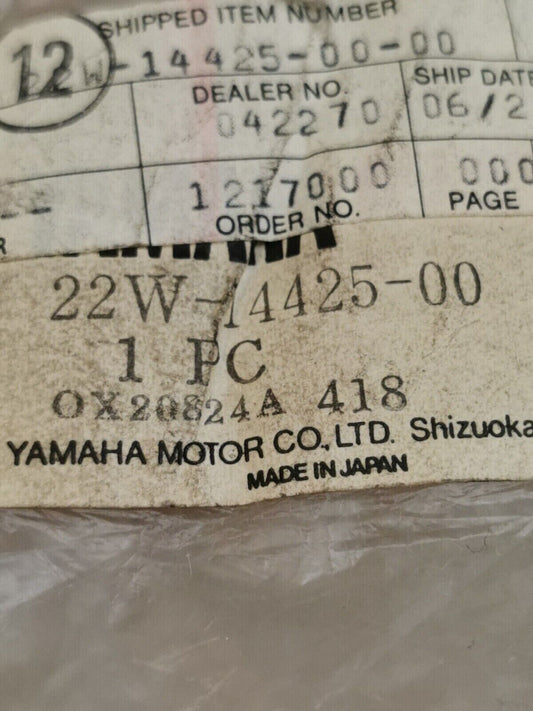 SHIPPED ITEM NUMBER
12
22W-14425-00-00
DEALER NO.
042270
SHIP DATE
06/2
1217000
ORDER NO.
000
PAGE
22W-14425-00
1 PC
OX20824A 418
YAMAHA MOTOR CO., LTD. Shizuoka
MADE IN JAPAN